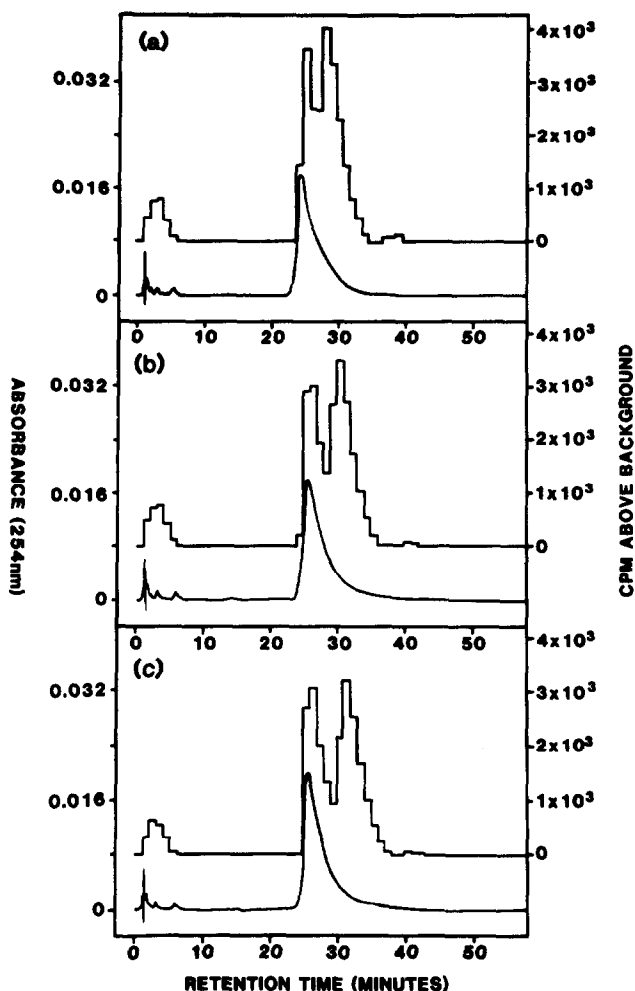 (a)
0.032
0.016
0
4x10³
3x10³
2x10³
1x10³
0
0 10 20 30 40 50
(b)
0.032
0.016
0
4x10³
3x10³
2x10³
1x10³
0
0 10 20 30 40 50
(c)
0.032
0.016
0
4x10³
3x10³
2x10³
1x10³
0
0 10 20 30 40 50
ABSORBANCE (254nm)
CPM ABOVE BACKGROUND
RETENTION TIME (MINUTES)